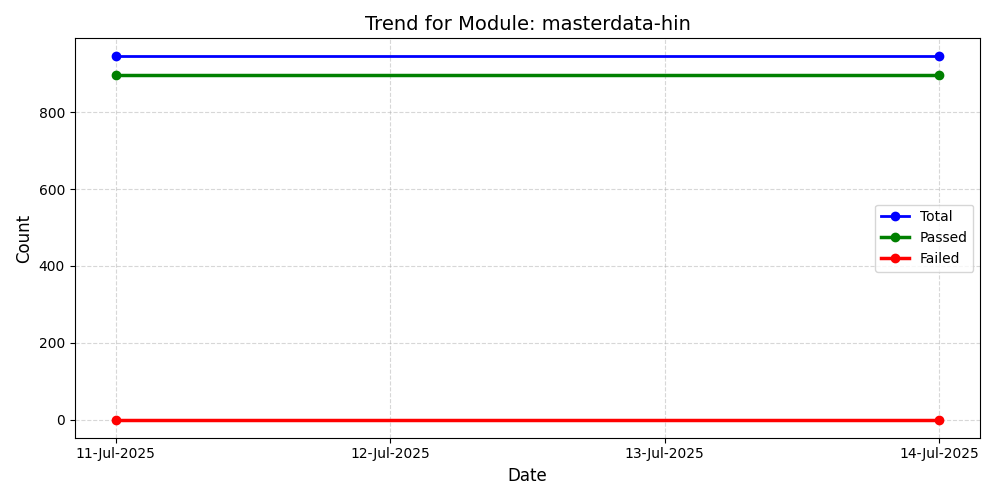 Trend for Module: masterdata-hin
Count
800
600
400
200
0
Total
Passed
Failed
11-Jul-2025
12-Jul-2025
13-Jul-2025
14-Jul-2025
Date